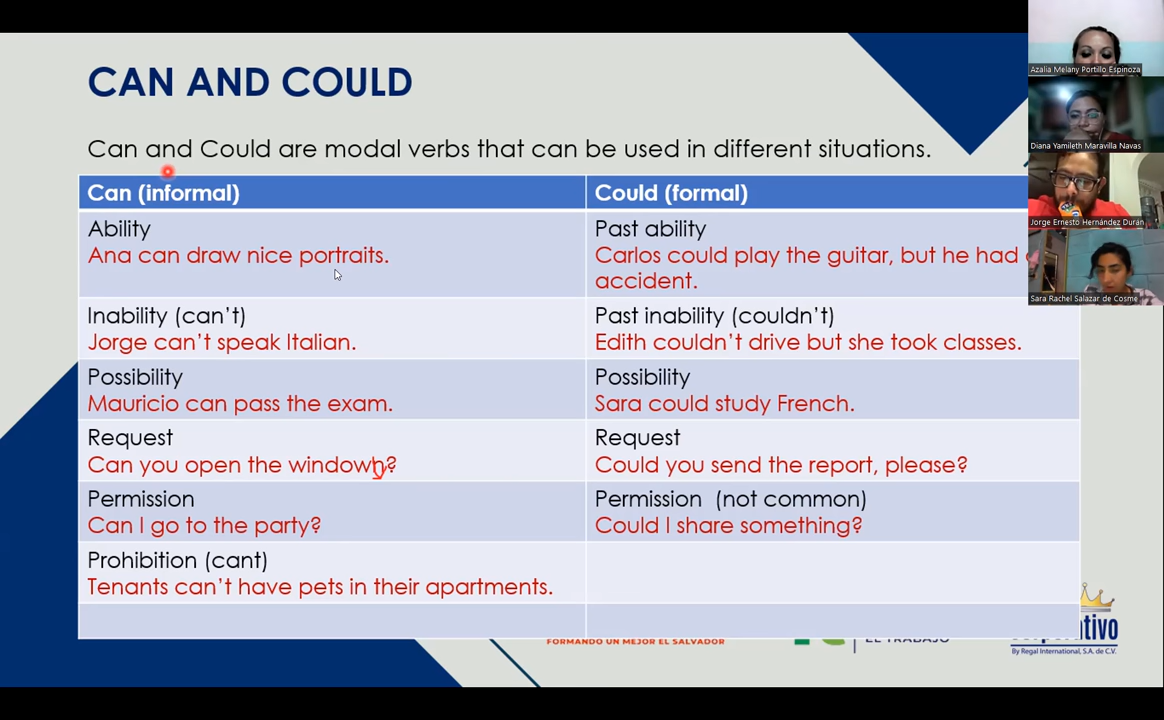 CAN AND COULD
Can and Could are modal verbs that can be used in different situations.
Can (informal)
Could (formal)
Ability
Ana can draw nice portraits.
Past ability
Carlos could play the guitar, but he had
accident.
Inability (can't)
Jorge can't speak Italian.
Past inability (couldn't)
Edith couldn't drive but she took classes.
Possibility
Mauricio can pass the exam.
Possibility
Sara could study French.
Request
Can you open the window?
Request
Could you send the report, please?
Permission
Can I go to the party?
Permission (not common)
Could I share something?
Prohibition (cant)
Tenants can't have pets in their apartments.
FORMANDO UN MEJOR EL SALVADOR
EL TRABAJO
By Regal International, S.A. de C.V.
Azalia Melany Portillo Espinoza
Diana Yamileth Maravilla Navas
Jorge Ernesto Hernández Durán
Sara Rachel Salazar de Cosme